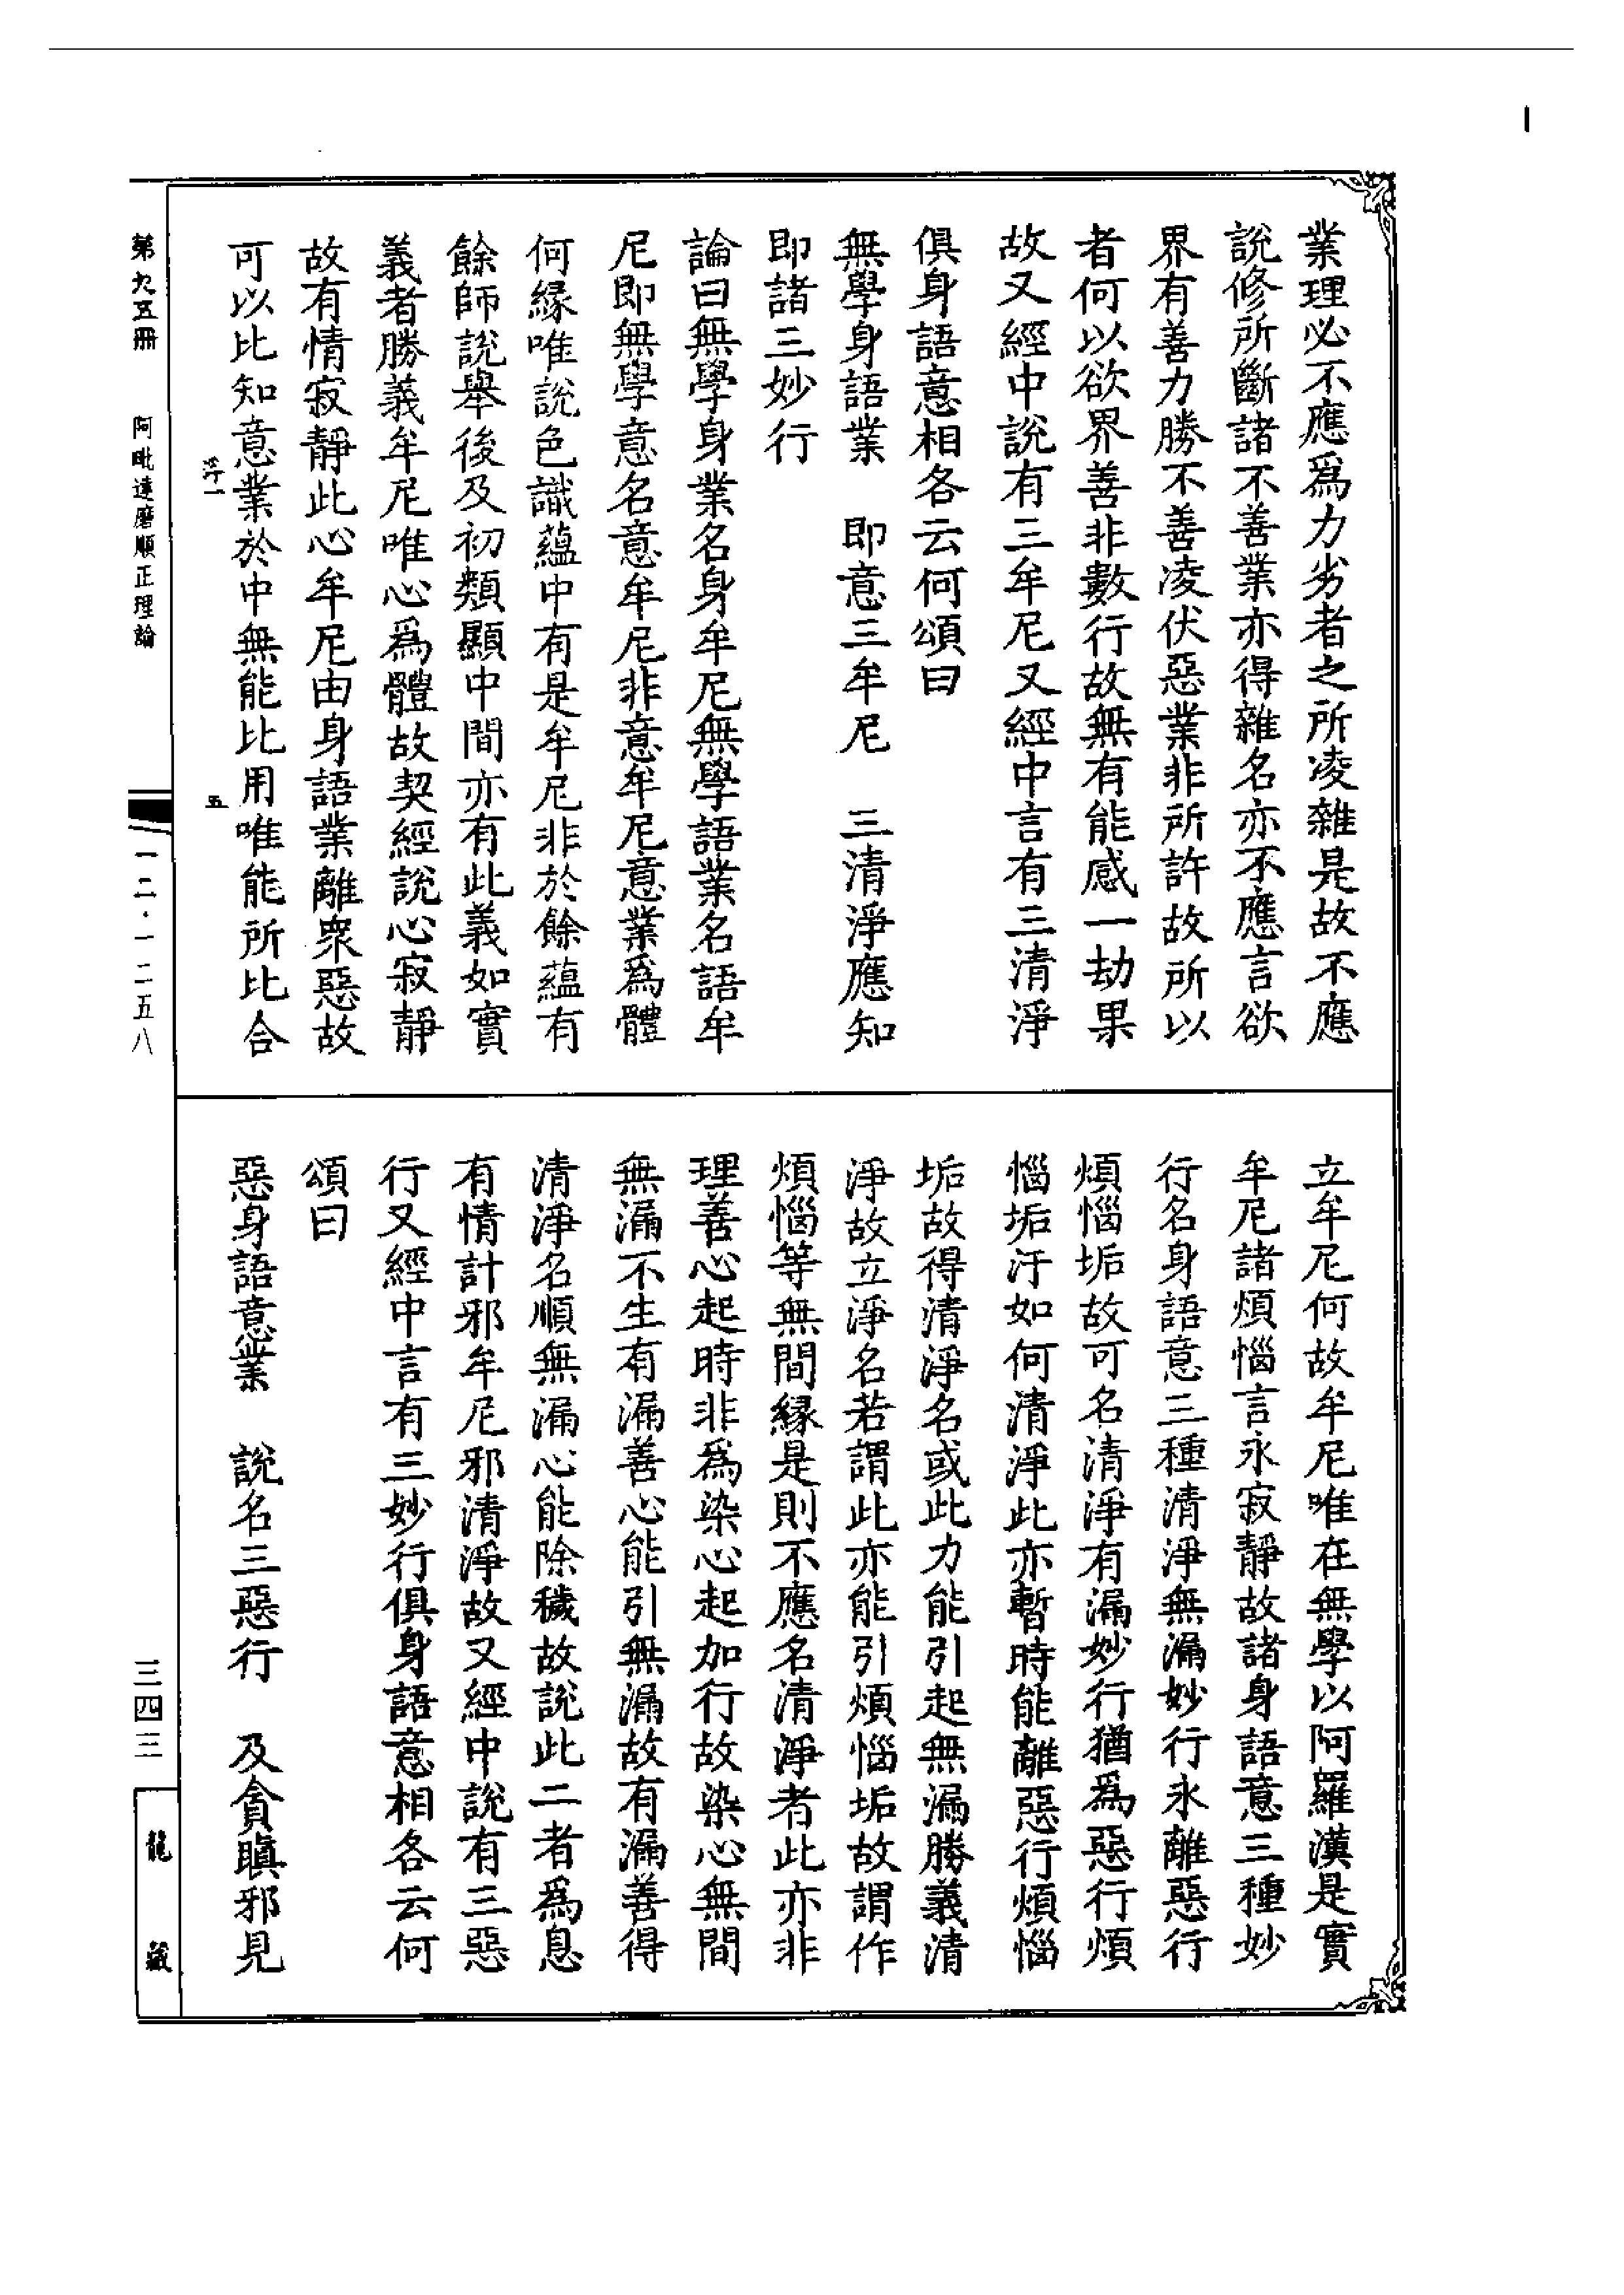 業理必不應爲力劣者之所凌雜是故不應
說修所斷諸不善業亦得雜名亦不應言欲
界有善力勝不善凌伏惡業非所許故所以
者何以欲界善非數行故無有能感一劫果
故又經中說有三牟尼又經中言有三清淨
俱身語意相各云何頌曰
無學身語業　即意三牟尼　三清淨應知
即諸三妙行
論曰無學身業名身牟尼無學語業名語牟
尼即無學意名意牟尼非意牟尼意業爲體
何緣唯說色識蘊中有是牟尼非於餘蘊有
餘師說舉後及初類顯中間亦有此義如實
義者勝義牟尼唯心爲體故契經說心寂靜
故有情寂靜此心牟尼由身語業離衆惡故
可以比知意業於中無能比用唯能所比合
立牟尼何故牟尼唯在無學以阿羅漢是實
牟尼諸煩惱言永寂靜故諸身語意三種妙
行名身語意三種清淨無漏妙行永離惡行
煩惱垢故可名清淨有漏妙行猶爲惡行煩
惱垢汙如何清淨此亦暫時能離惡行煩惱
垢故得清淨名或此力能引起無漏勝義清
淨故立淨名若謂此亦能引煩惱垢故謂作
煩惱等無間緣是則不應名清淨者此亦非
理善心起時非爲染心起加行故染心無間
無漏不生有漏善心能引無漏故有漏善得
清淨名順無漏心能除穢故說此二者爲息
有情計邪牟尼邪清淨故又經中說有三惡
行又經中言有三妙行俱身語意相各云何
頌曰
惡身語意業　說名三惡行　及貪瞋邪見
第九五冊　阿毗達磨順正理論
浮一　五
一二·一二五八
三四三
龍藏